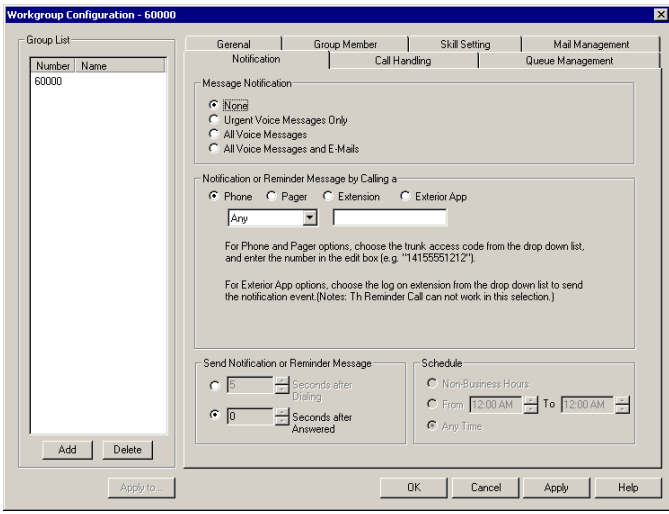 Workgroup Configuration - 60000
Group List
Number Name
60000
Add Delete
Apply to...
Gereral Group Member Skill Setting Mail Management
Notification Call Handling Queue Management
Message Notification
None
Urgent Voice Messages Only
All Voice Messages
All Voice Messages and E-Mails
Notification or Reminder Message by Calling a
Phone Pager Extension Exterior App
Any
For Phone and Pager options, choose the trunk access code from the drop down list,
and enter the number in the edit box (e.g. "14155551212").
For Exterior App options, choose the log on extension from the drop down list to send
the notification event.(Notes: Th Reminder Call can not work in this selection.)
Send Notification or Reminder Message
5 Seconds after
Dialing
0 Seconds after
Answered
Schedule
Non-Business Hours
From 12:00 AM To 12:00 AM
Any Time
OK Cancel Apply Help